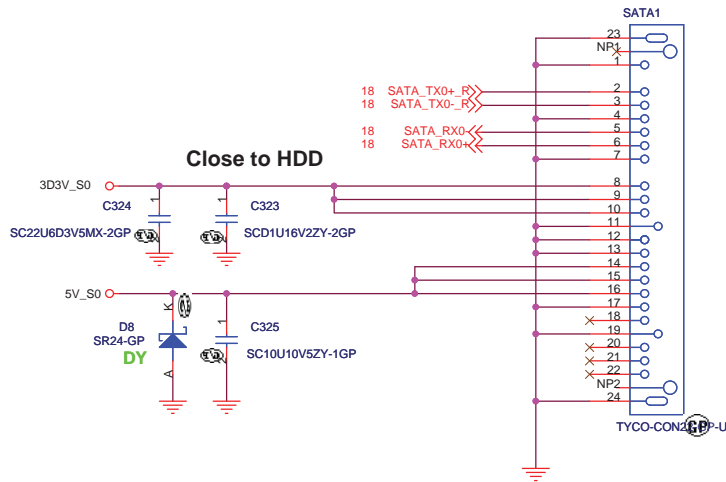 SATA1
23
NP1
1
18 SATA_TX0+_R 2
18 SATA_TX0-_R 3
4
18 SATA_RX0- 5
18 SATA_RX0+ 6
7
Close to HDD
3D3V_S0 8
9
10
1 C324 1 C323
11
SC22U6D3V5MX-2GP SCD1U16V2ZY-2GP
12
13
14
15
5V_S0 16
17
K
D8 1 C325
18
SR24-GP
19
DY SC10U10V5ZY-1GP
20
A
21
22
NP2
24